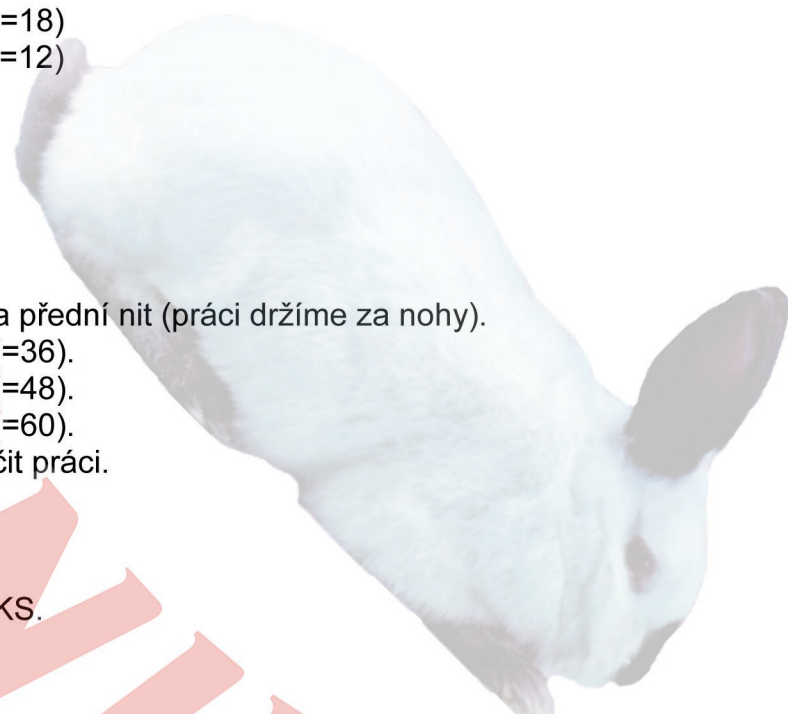 =18)
=12)
a přední nit (práci držíme za nohy).
=36).
=48).
=60).
čit práci.
KS.